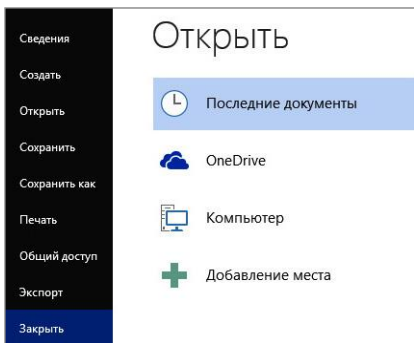 Сведения
Создать
Открыть
Сохранить
Сохранить как
Печать
Общий доступ
Экспорт
Закрыть
Открыть
Последние документы
OneDrive
Компьютер
Добавление места